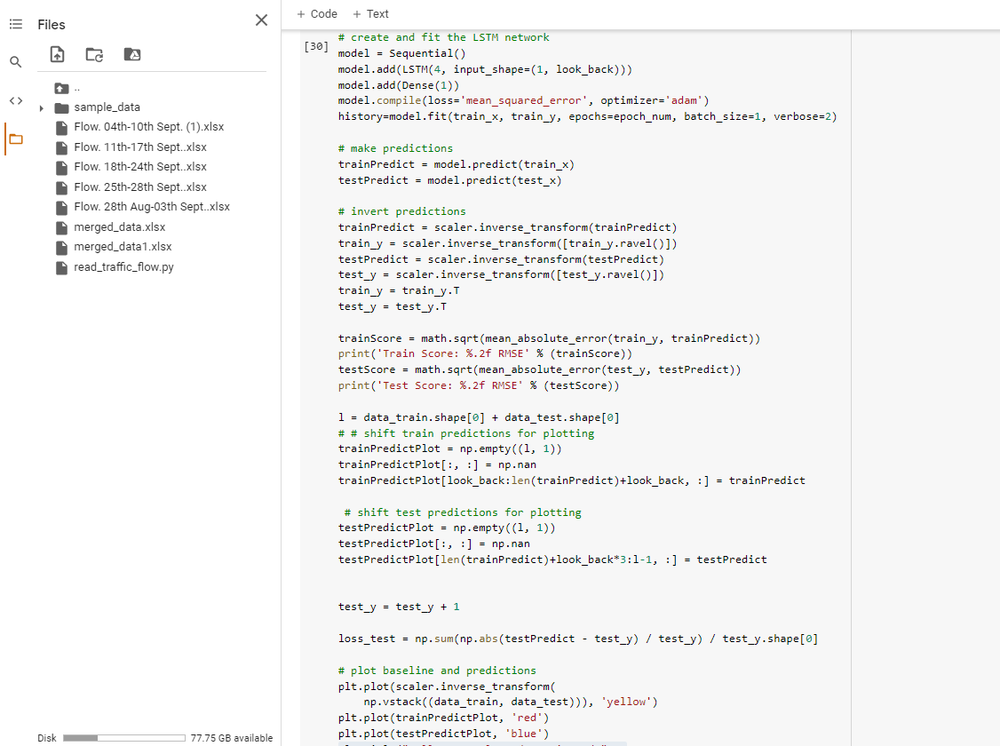 Files
..
sample_data
Flow. 04th-10th Sept. (1).xlsx
Flow. 11th-17th Sept..xlsx
Flow. 18th-24th Sept..xlsx
Flow. 25th-28th Sept..xlsx
Flow. 28th Aug-03th Sept..xlsx
merged_data.xlsx
merged_data1.xlsx
read_traffic_flow.py
Disk 77.75 GB available
+ Code + Text
[30]
# create and fit the LSTM network
model = Sequential()
model.add(LSTM(4, input_shape=(1, look_back)))
model.add(Dense(1))
model.compile(loss='mean_squared_error', optimizer='adam')
history=model.fit(train_x, train_y, epochs=epoch_num, batch_size=1, verbose=2)
# make predictions
trainPredict = model.predict(train_x)
testPredict = model.predict(test_x)
# invert predictions
trainPredict = scaler.inverse_transform(trainPredict)
train_y = scaler.inverse_transform([train_y.ravel()])
testPredict = scaler.inverse_transform(testPredict)
test_y = scaler.inverse_transform([test_y.ravel()])
train_y = train_y.T
test_y = test_y.T
trainScore = math.sqrt(mean_absolute_error(train_y, trainPredict))
print('Train Score: %.2f RMSE' % (trainScore))
testScore = math.sqrt(mean_absolute_error(test_y, testPredict))
print('Test Score: %.2f RMSE' % (testScore))
l = data_train.shape[0] + data_test.shape[0]
# # shift train predictions for plotting
trainPredictPlot = np.empty((l, 1))
trainPredictPlot[:, :] = np.nan
trainPredictPlot[look_back:len(trainPredict)+look_back, :] = trainPredict
# shift test predictions for plotting
testPredictPlot = np.empty((l, 1))
testPredictPlot[:, :] = np.nan
testPredictPlot[len(trainPredict)+look_back*3:l-1, :] = testPredict
test_y = test_y + 1
loss_test = np.sum(np.abs(testPredict - test_y) / test_y) / test_y.shape[0]
# plot baseline and predictions
plt.plot(scaler.inverse_transform(
np.vstack((data_train, data_test))), 'yellow')
plt.plot(trainPredictPlot, 'red')
plt.plot(testPredictPlot, 'blue')